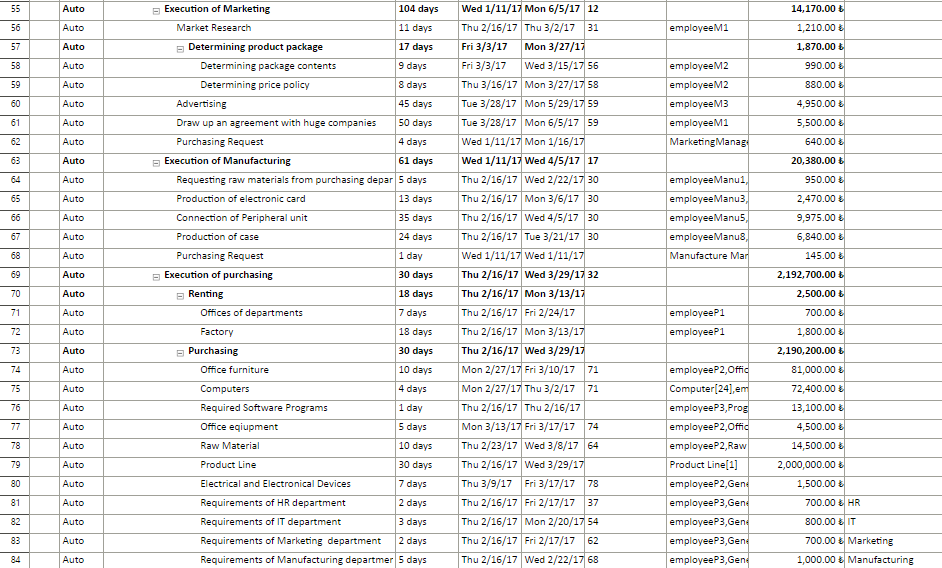 55 Auto Execution of Marketing 104 days Wed 1/11/17 Mon 6/5/17 12 14,170.00 ₺
56 Auto Market Research 11 days Thu 2/16/17 Thu 3/2/17 31 employeeM1 1,210.00 ₺
57 Auto Determining product package 17 days Fri 3/3/17 Mon 3/27/17 1,870.00 ₺
58 Auto Determining package contents 9 days Fri 3/3/17 Wed 3/15/17 56 employeeM2 990.00 ₺
59 Auto Determining price policy 8 days Thu 3/16/17 Mon 3/27/17 58 employeeM2 880.00 ₺
60 Auto Advertising 45 days Tue 3/28/17 Mon 5/29/17 59 employeeM3 4,950.00 ₺
61 Auto Draw up an agreement with huge companies 50 days Tue 3/28/17 Mon 6/5/17 59 employeeM1 5,500.00 ₺
62 Auto Purchasing Request 4 days Wed 1/11/17 Mon 1/16/17 MarketingManage 640.00 ₺
63 Auto Execution of Manufacturing 61 days Wed 1/11/17 Wed 4/5/17 17 20,380.00 ₺
64 Auto Requesting raw materials from purchasing depar 5 days Thu 2/16/17 Wed 2/22/17 30 employeeManu1, 950.00 ₺
65 Auto Production of electronic card 13 days Thu 2/16/17 Mon 3/6/17 30 employeeManu3, 2,470.00 ₺
66 Auto Connection of Peripheral unit 35 days Thu 2/16/17 Wed 4/5/17 30 employeeManu5, 9,975.00 ₺
67 Auto Production of case 24 days Thu 2/16/17 Tue 3/21/17 30 employeeManu8, 6,840.00 ₺
68 Auto Purchasing Request 1 day Wed 1/11/17 Wed 1/11/17 Manufacture Mar 145.00 ₺
69 Auto Execution of purchasing 30 days Thu 2/16/17 Wed 3/29/17 32 2,192,700.00 ₺
70 Auto Renting 18 days Thu 2/16/17 Mon 3/13/17 2,500.00 ₺
71 Auto Offices of departments 7 days Thu 2/16/17 Fri 2/24/17 employeeP1 700.00 ₺
72 Auto Factory 18 days Thu 2/16/17 Mon 3/13/17 employeeP1 1,800.00 ₺
73 Auto Purchasing 30 days Thu 2/16/17 Wed 3/29/17 2,190,200.00 ₺
74 Auto Office furniture 10 days Mon 2/27/17 Fri 3/10/17 71 employeeP2,Offic 81,000.00 ₺
75 Auto Computers 4 days Mon 2/27/17 Thu 3/2/17 71 Computer[24],em 72,400.00 ₺
76 Auto Required Software Programs 1 day Thu 2/16/17 Thu 2/16/17 employeeP3,Prog 13,100.00 ₺
77 Auto Office eqiupment 5 days Mon 3/13/17 Fri 3/17/17 74 employeeP2,Offic 4,500.00 ₺
78 Auto Raw Material 10 days Thu 2/23/17 Wed 3/8/17 64 employeeP2,Raw 14,500.00 ₺
79 Auto Product Line 30 days Thu 2/16/17 Wed 3/29/17 Product Line[1] 2,000,000.00 ₺
80 Auto Electrical and Electronical Devices 7 days Thu 3/9/17 Fri 3/17/17 78 employeeP2,Gene 1,500.00 ₺
81 Auto Requirements of HR department 2 days Thu 2/16/17 Fri 2/17/17 37 employeeP3,Gene 700.00 ₺ HR
82 Auto Requirements of IT department 3 days Thu 2/16/17 Mon 2/20/17 54 employeeP3,Gene 800.00 ₺ IT
83 Auto Requirements of Marketing department 2 days Thu 2/16/17 Fri 2/17/17 62 employeeP3,Gene 700.00 ₺ Marketing
84 Auto Requirements of Manufacturing departmer 5 days Thu 2/16/17 Wed 2/22/17 68 employeeP3,Gene 1,000.00 ₺ Manufacturing